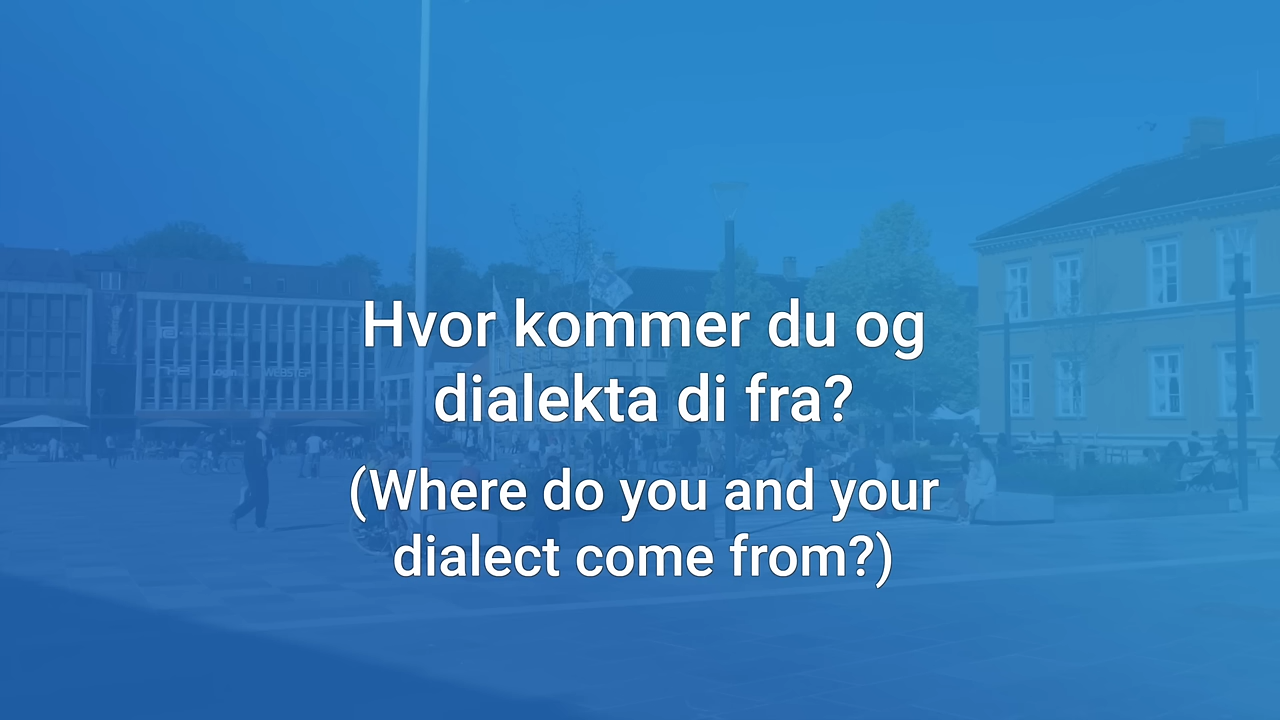 Hvor kommer du og
dialekta di fra?
(Where do you and your
dialect come from?)